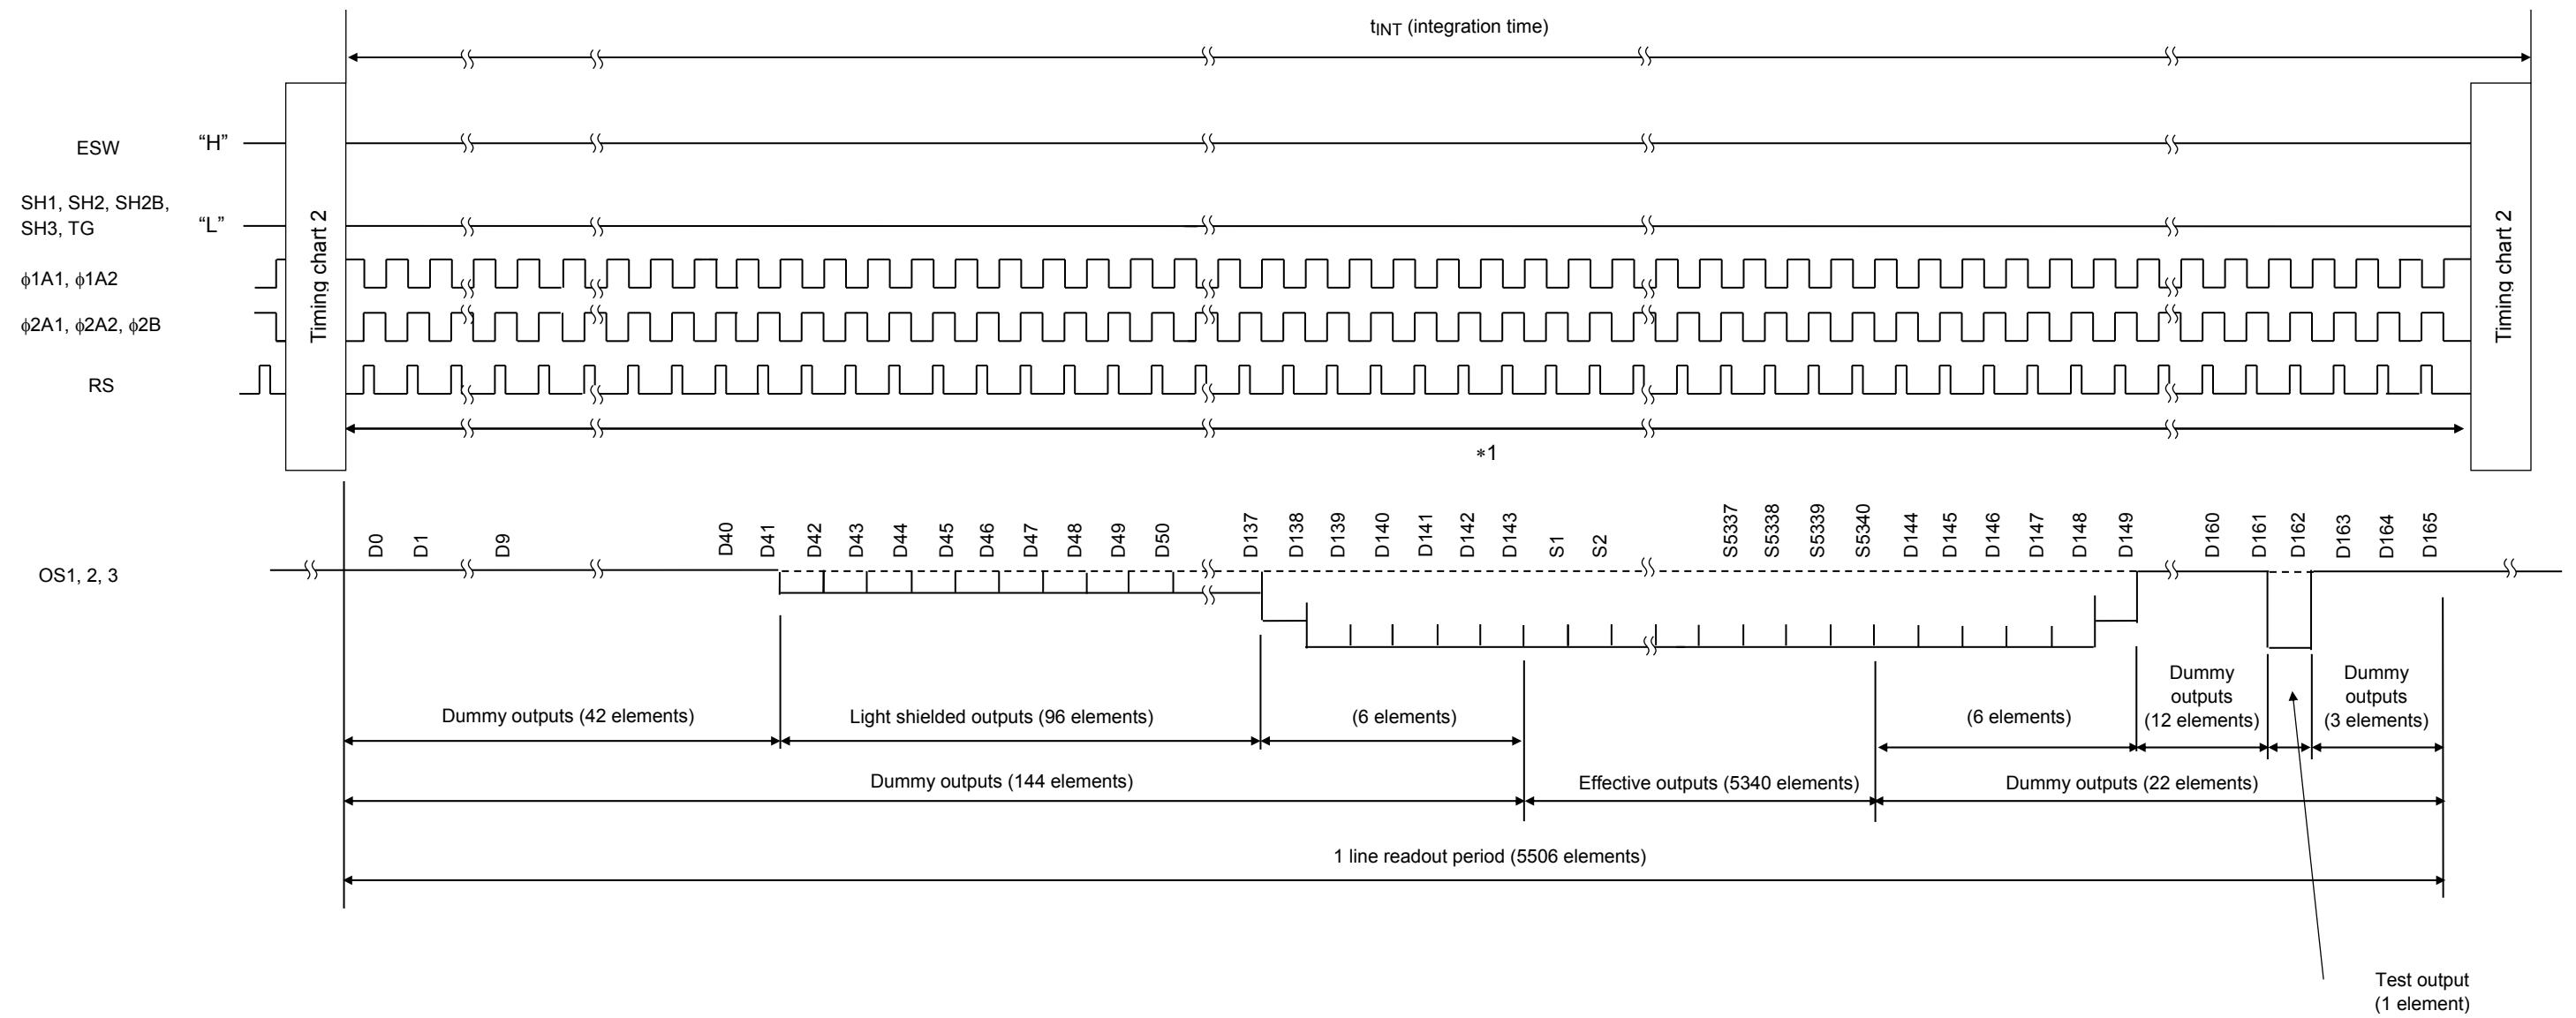 tINT (integration time)
ESW
“H”
SH1, SH2, SH2B,
SH3, TG
“L”
ϕ1A1, ϕ1A2
ϕ2A1, ϕ2A2, ϕ2B
RS
Timing chart 2
Timing chart 2
*1
OS1, 2, 3
D0
D1
D9
D40
D41
D42
D43
D44
D45
D46
D47
D48
D49
D50
D137
D138
D139
D140
D141
D142
D143
S1
S2
S5337
S5338
S5339
S5340
D144
D145
D146
D147
D148
D149
D160
D161
D162
D163
D164
D165
Dummy outputs (42 elements)
Light shielded outputs (96 elements)
(6 elements)
(6 elements)
Dummy
outputs
(12 elements)
Dummy
outputs
(3 elements)
Dummy outputs (144 elements)
Effective outputs (5340 elements)
Dummy outputs (22 elements)
1 line readout period (5506 elements)
Test output
(1 element)